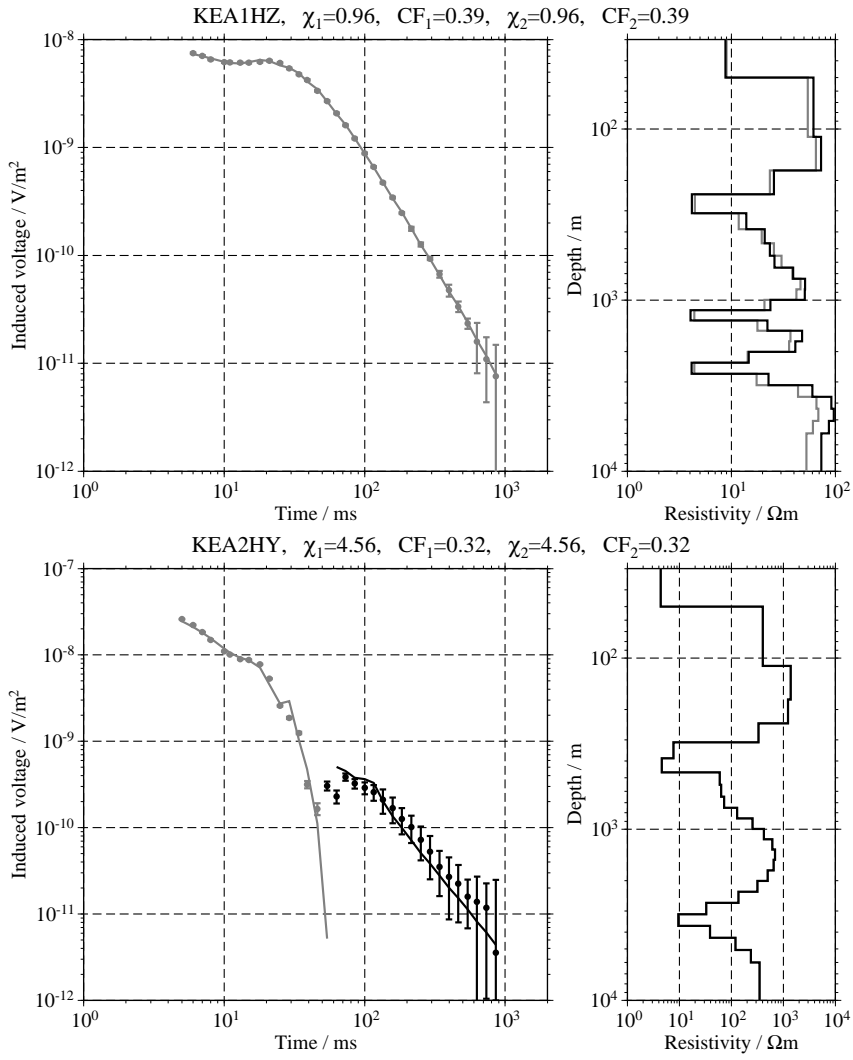 KEA1HZ, χ₁=0.96, CF₁=0.39, χ₂=0.96, CF₂=0.39
10⁻⁸
10⁻⁹
10⁻¹⁰
10⁻¹¹
10⁻¹²
Induced voltage / V/m²
10⁰ 10¹ 10² 10³
Time / ms
10²
10³
10⁴
Depth / m
10⁰ 10¹ 10²
Resistivity / Ωm
KEA2HY, χ₁=4.56, CF₁=0.32, χ₂=4.56, CF₂=0.32
10⁻⁷
10⁻⁸
10⁻⁹
10⁻¹⁰
10⁻¹¹
10⁻¹²
Induced voltage / V/m²
10⁰ 10¹ 10² 10³
Time / ms
10²
10³
10⁴
Depth / m
10⁰ 10¹ 10² 10³ 10⁴
Resistivity / Ωm